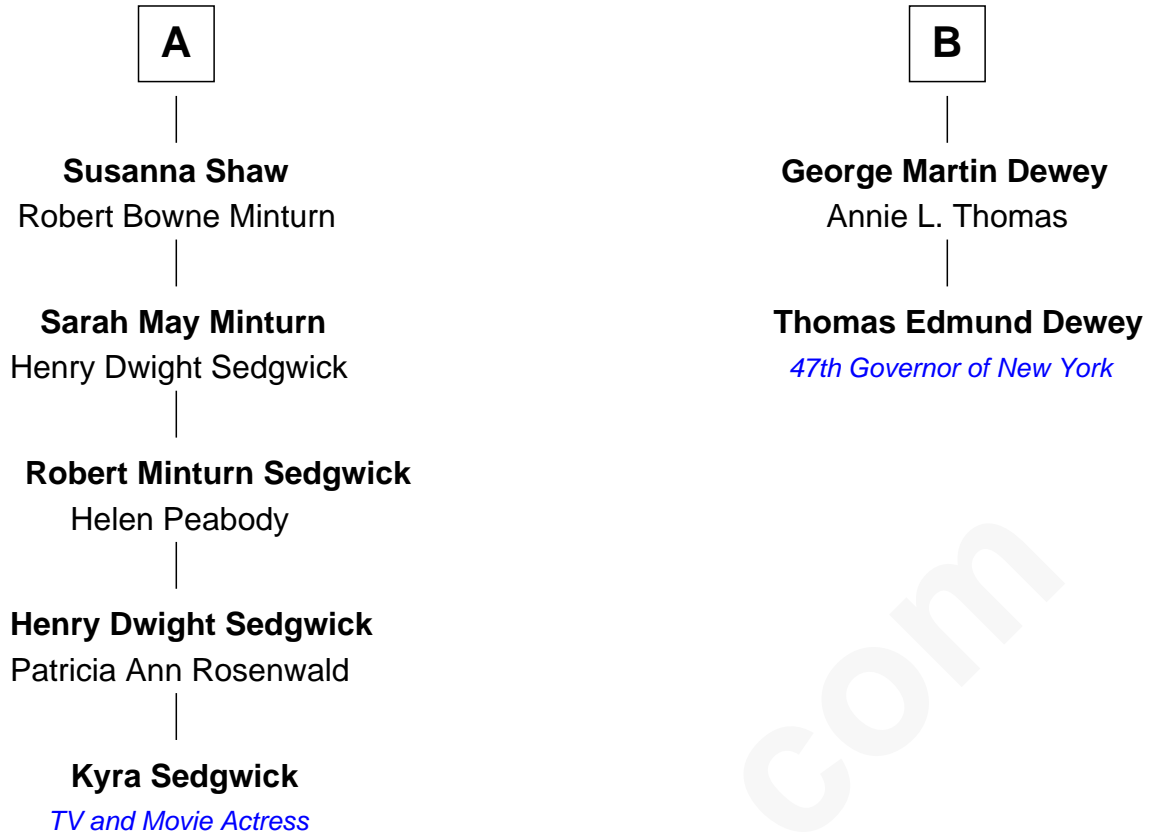 A
Susanna Shaw
Robert Bowne Minturn
Sarah May Minturn
Henry Dwight Sedgwick
Robert Minturn Sedgwick
Helen Peabody
Henry Dwight Sedgwick
Patricia Ann Rosenwald
Kyra Sedgwick
TV and Movie Actress
B
George Martin Dewey
Annie L. Thomas
Thomas Edmund Dewey
47th Governor of New York
com